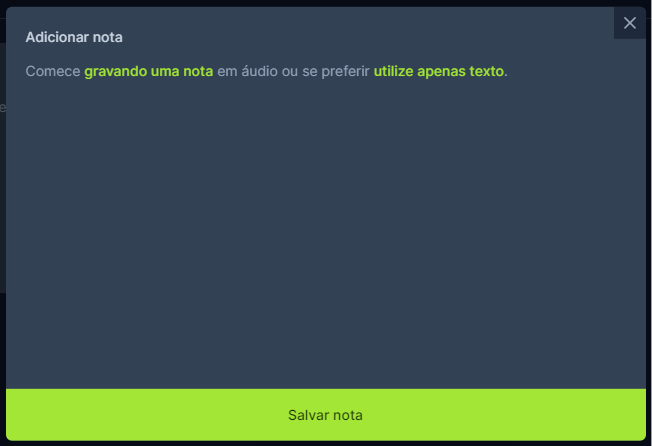 Adicionar nota
Comece gravando uma nota em áudio ou se preferir utilize apenas texto.
Salvar nota